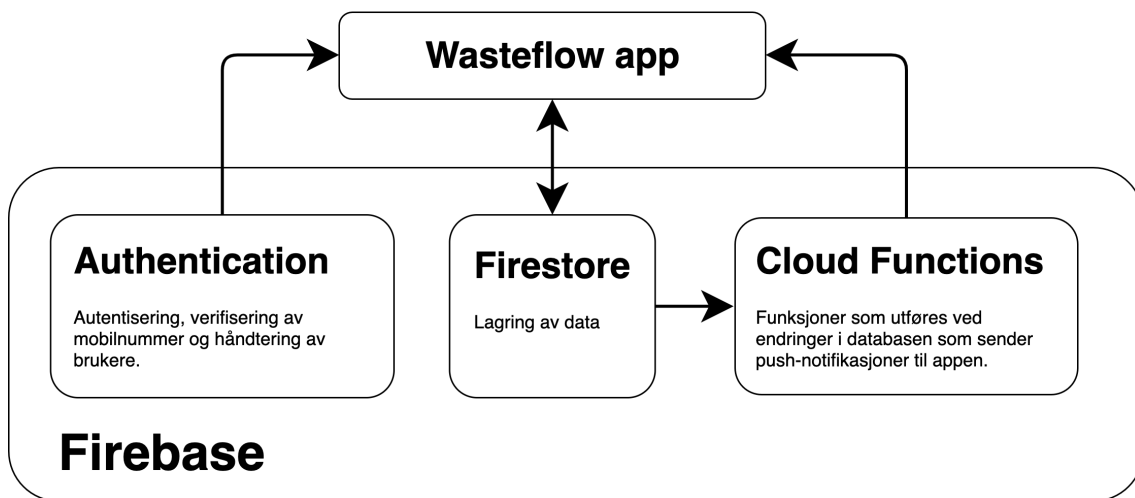 Wasteflow app
Authentication
Autentisering, verifisering av
mobilnummer og håndtering av
brukere.
Firestore
Lagring av data
Cloud Functions
Funksjoner som utføres ved
endringer i databasen som sender
push-notifikasjoner til appen.
Firebase